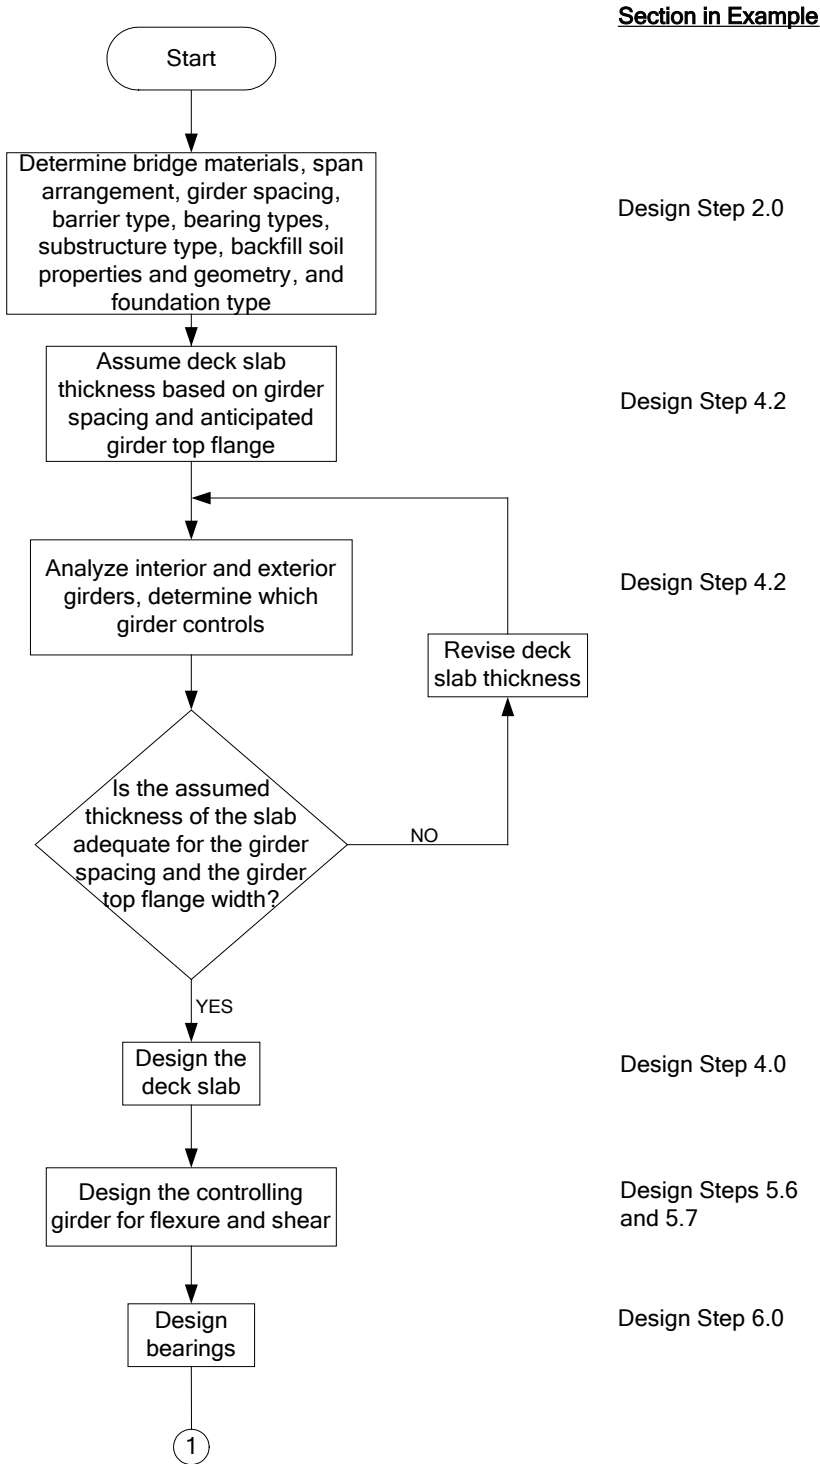 Section in Example
Start
Determine bridge materials, span
arrangement, girder spacing,
barrier type, bearing types,
substructure type, backfill soil
properties and geometry, and
foundation type
Design Step 2.0
Assume deck slab
thickness based on girder
spacing and anticipated
girder top flange
Design Step 4.2
Analyze interior and exterior
girders, determine which
girder controls
Design Step 4.2
Revise deck
slab thickness
Is the assumed
thickness of the slab
adequate for the girder
spacing and the girder
top flange width?
NO
YES
Design the
deck slab
Design Step 4.0
Design the controlling
girder for flexure and shear
Design Steps 5.6
and 5.7
Design
bearings
Design Step 6.0
1